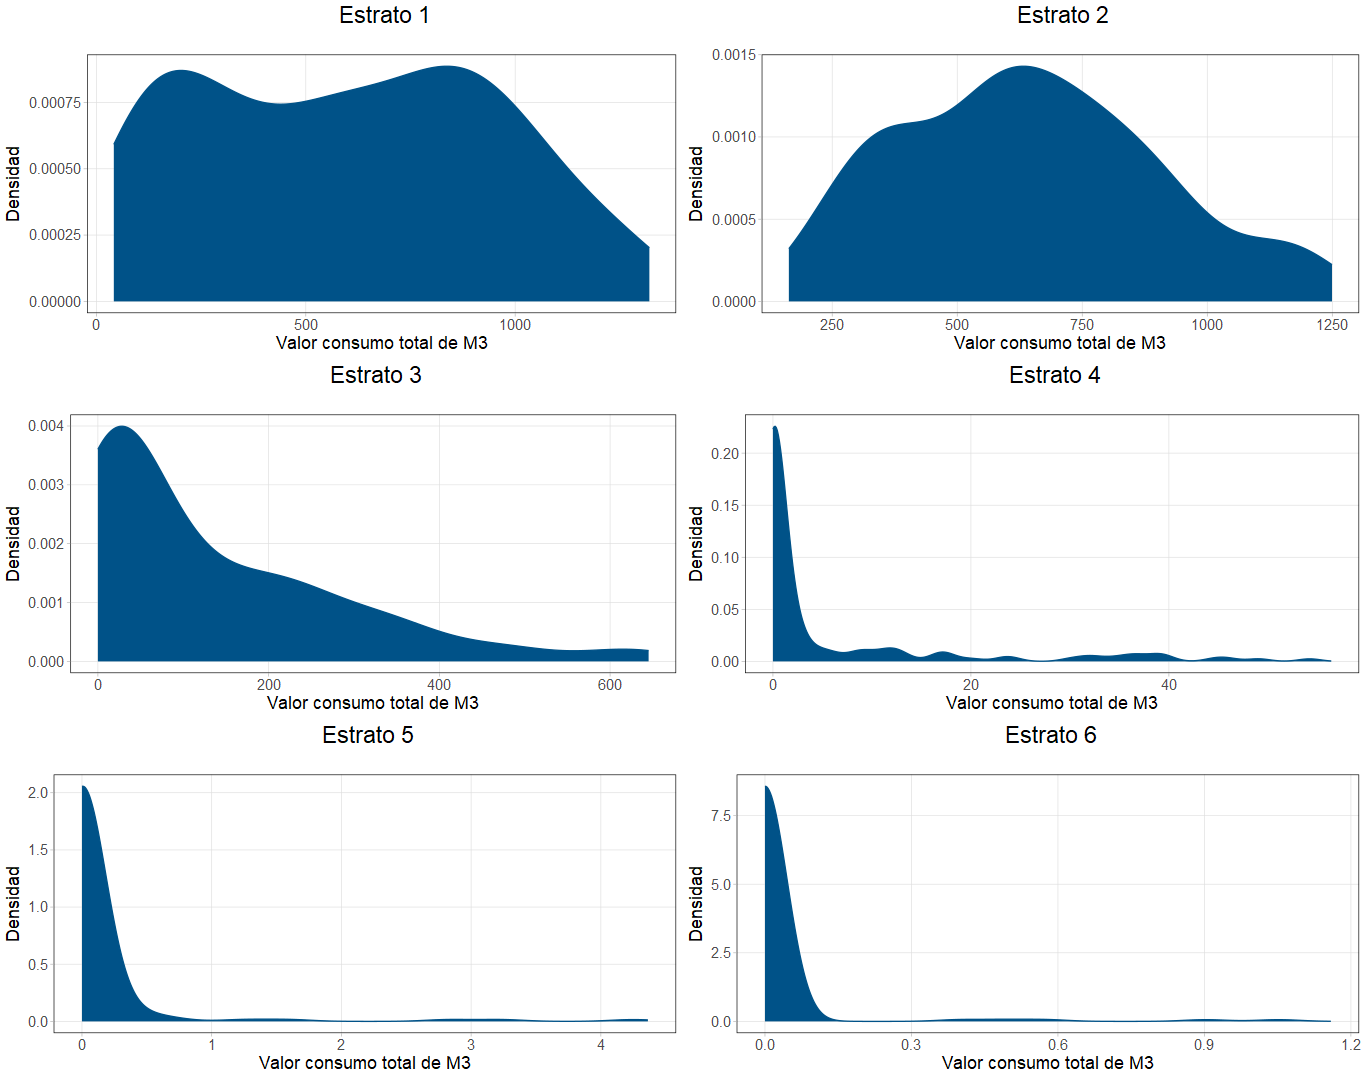 Estrato 1
0.00075
0.00050
0.00025
0.00000
Densidad
0 500 1000
Valor consumo total de M3
Estrato 2
0.0015
0.0010
0.0005
0.0000
Densidad
250 500 750 1000 1250
Valor consumo total de M3
Estrato 3
0.004
0.003
0.002
0.001
0.000
Densidad
0 200 400 600
Valor consumo total de M3
Estrato 4
0.20
0.15
0.10
0.05
0.00
Densidad
0 20 40
Valor consumo total de M3
Estrato 5
2.0
1.5
1.0
0.5
0.0
Densidad
0 1 2 3 4
Valor consumo total de M3
Estrato 6
7.5
5.0
2.5
0.0
Densidad
0.0 0.3 0.6 0.9 1.2
Valor consumo total de M3